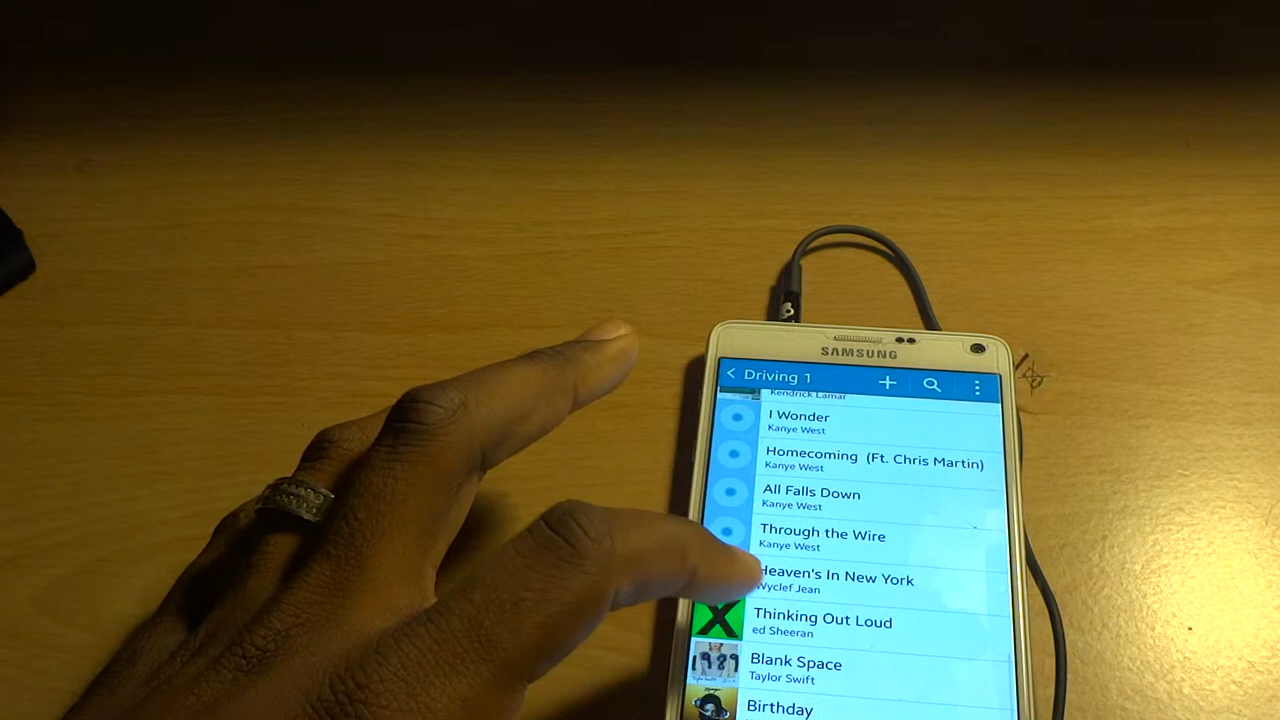 SAMSUNG
Driving 1
Kendrick Lamar
I Wonder
Kanye West
Homecoming (Ft. Chris Martin)
Kanye West
All Falls Down
Kanye West
Through the Wire
Kanye West
Heaven's In New York
Wyclef Jean
Thinking Out Loud
ed Sheeran
Blank Space
Taylor Swift
Birthday